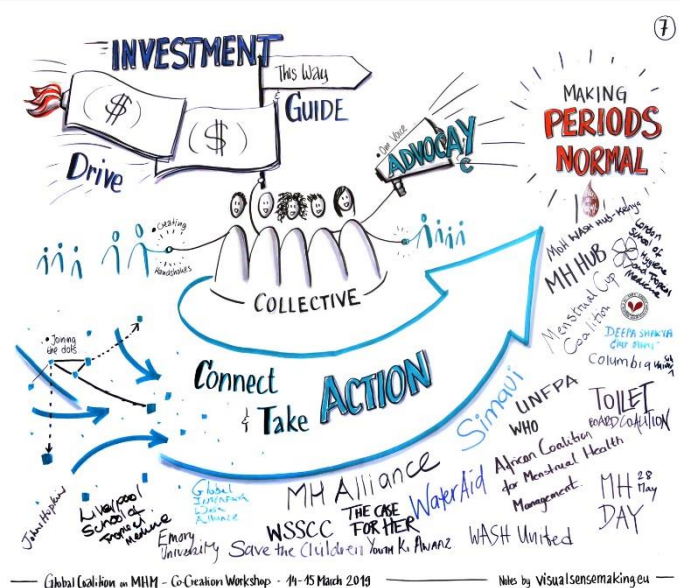 7
INVESTMENT
This Way
& GUIDE
($)
($)
Drive
• One Voice
ADVOCACY
MAKING
PERIODS
NORMAL
• Creating
Handshakes
COLLECTIVE
• Joining
the dots
Connect
& Take ACTION
MoH WASH Hub-Kenya
London
School of
Hygiene
and Tropical
Medicine
MH HUB
Menstrual Cup
Coalition
DEEPA SHAKYA
Columbia
Simavi
UNFPA
WHO
TOILET
BOARD COALITION
African Coalition
for Menstrual Health
Management
MH 28
May
DAY
John Hopkins
Liverpool
School of
Tropical
Medicine
Global
Wash
Alliance
Emory
University
MH Alliance
WSSCC
THE CASE
FOR HER
WaterAid
Save the Children
YOUTH KI AWAAZ
WASH United
Global Coalition on MHM - Co-Creation Workshop - 14-15 March 2019
Notes by visualsensemaking.eu